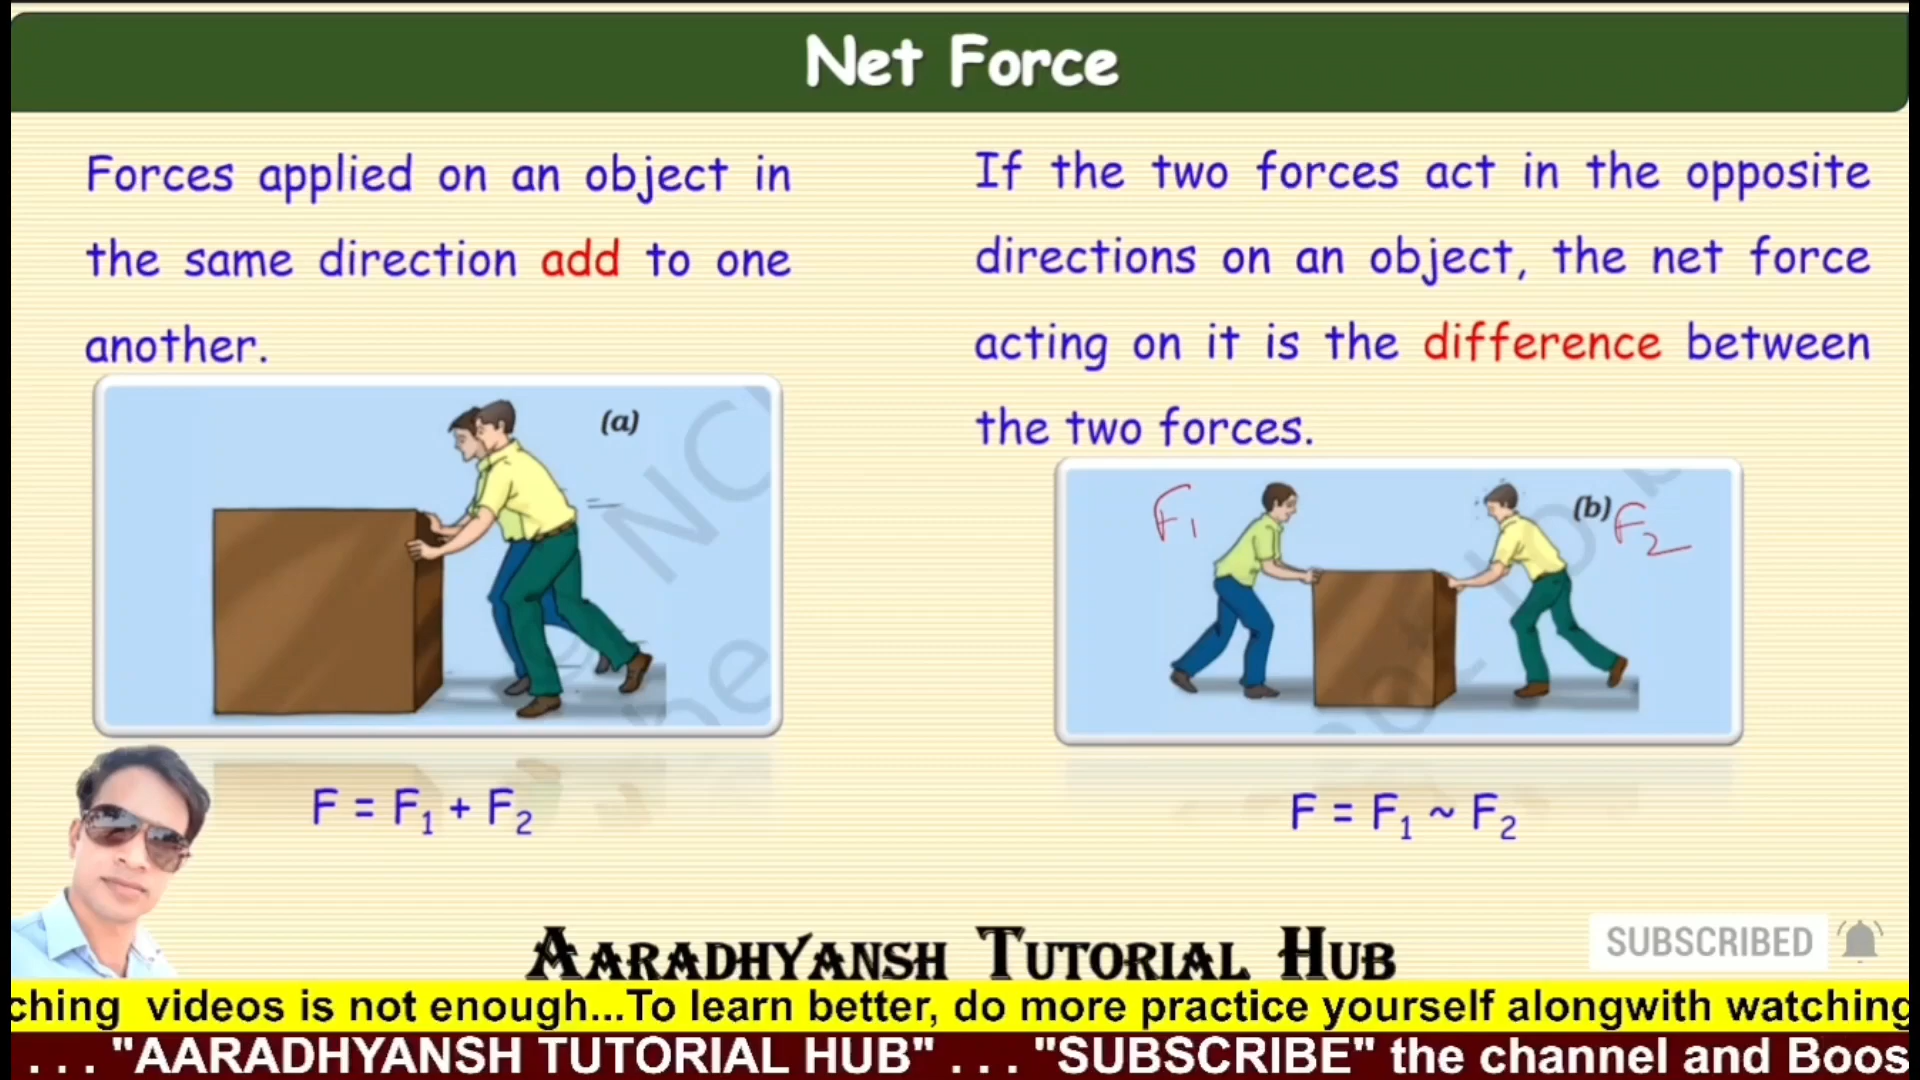 Net Force
Forces applied on an object in
the same direction add to one
another.
If the two forces act in the opposite
directions on an object, the net force
acting on it is the difference between
the two forces.
(a)
F₁
(b)
F₂
F = F₁ + F₂
F = F₁ ~ F₂
AARADHYANSH TUTORIAL HUB
SUBSCRIBED
ching videos is not enough...To learn better, do more practice yourself alongwith watching
. . . "AARADHYANSH TUTORIAL HUB" . . . "SUBSCRIBE" the channel and Boos